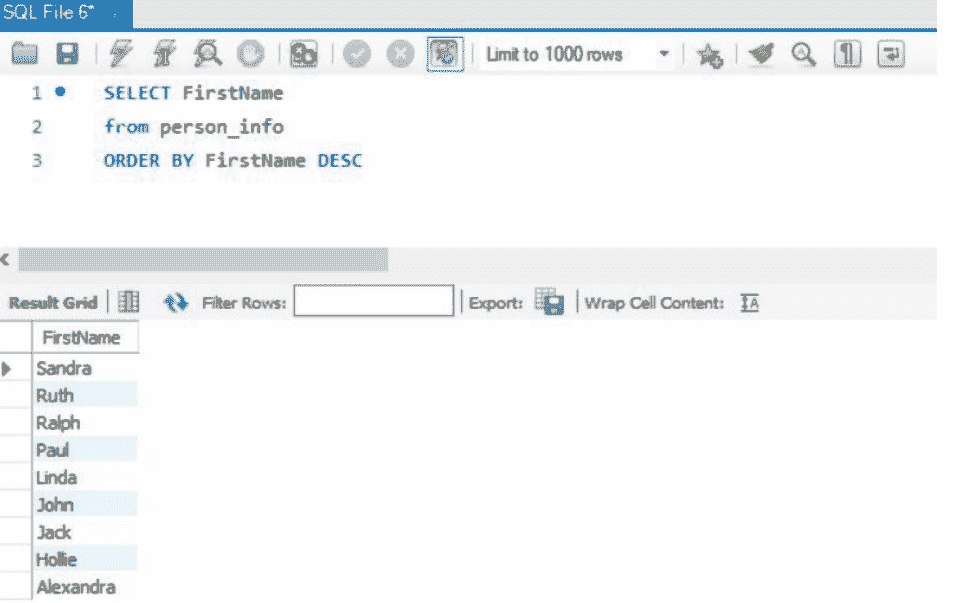 SQL File 6*
Limit to 1000 rows
1 SELECT FirstName
2 from person_info
3 ORDER BY FirstName DESC
Result Grid Filter Rows: Export: Wrap Cell Content: IA
FirstName
Sandra
Ruth
Ralph
Paul
Linda
John
Jack
Hollie
Alexandra